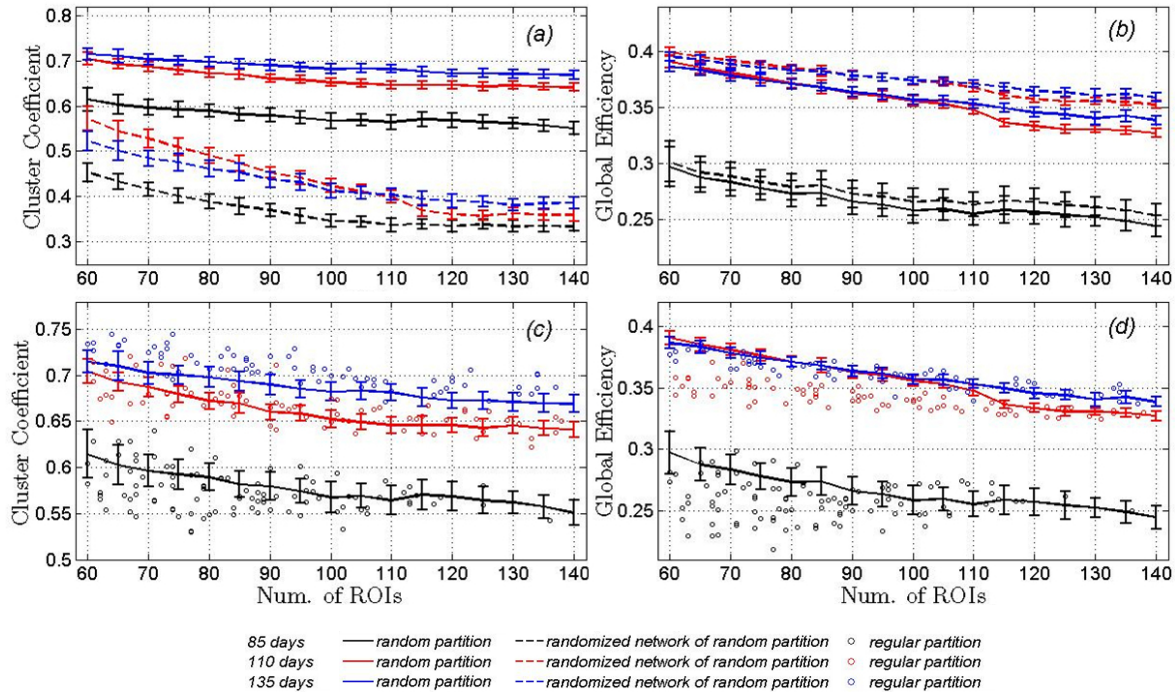 (a)
Cluster Coefficient
0.8
0.7
0.6
0.5
0.4
0.3
60 70 80 90 100 110 120 130 140
(b)
Global Efficiency
0.4
0.35
0.3
0.25
60 70 80 90 100 110 120 130 140
(c)
Cluster Coefficient
0.75
0.7
0.65
0.6
0.55
0.5
60 70 80 90 100 110 120 130 140
Num. of ROIs
(d)
Global Efficiency
0.4
0.35
0.3
0.25
60 70 80 90 100 110 120 130 140
Num. of ROIs
85 days random partition randomized network of random partition regular partition
110 days random partition randomized network of random partition regular partition
135 days random partition randomized network of random partition regular partition